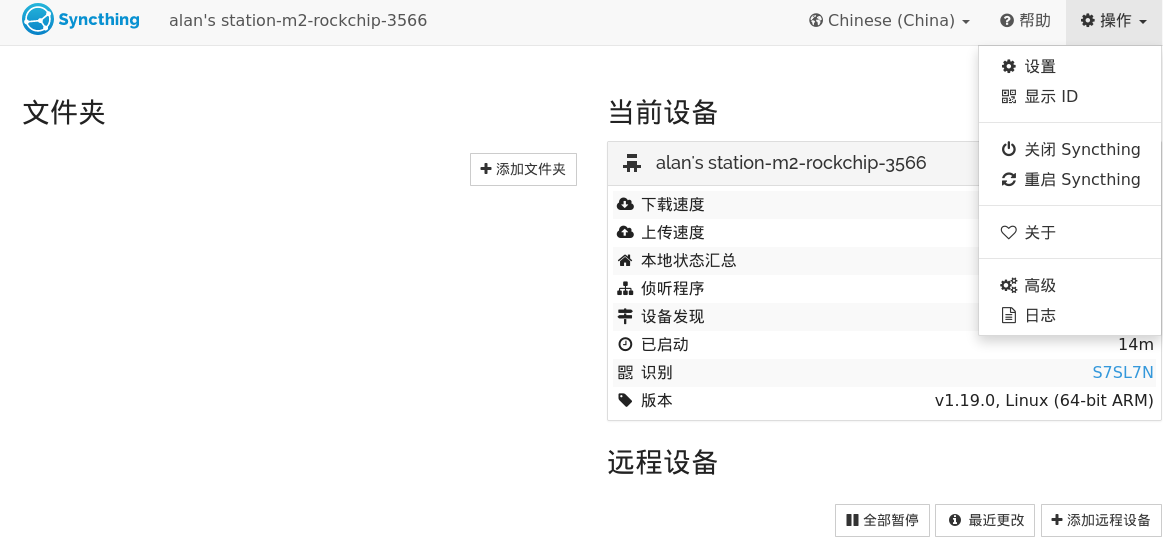 Syncthing alan's station-m2-rockchip-3566 Chinese (China) 帮助 操作
设置
显示 ID
关闭 Syncthing
重启 Syncthing
关于
高级
日志
文件夹
添加文件夹
当前设备
alan's station-m2-rockchip-3566
下载速度
上传速度
本地状态汇总
侦听程序
设备发现
已启动 14m
识别 S7SL7N
版本 v1.19.0, Linux (64-bit ARM)
远程设备
全部暂停 最近更改 添加远程设备